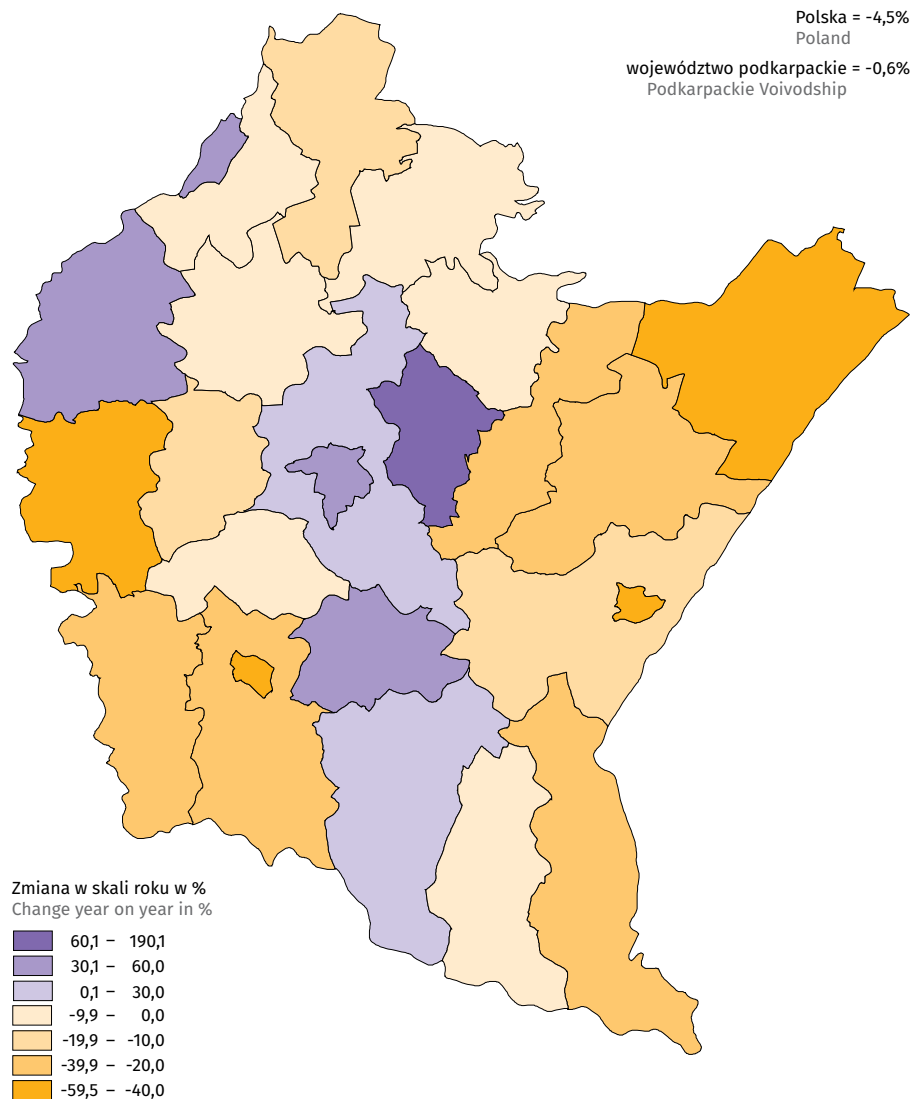 Polska = -4,5%
Poland
województwo podkarpackie = -0,6%
Podkarpackie Voivodship
Zmiana w skali roku w %
Change year on year in %
60,1 – 190,1
30,1 – 60,0
0,1 – 30,0
-9,9 – 0,0
-19,9 – -10,0
-39,9 – -20,0
-59,5 – -40,0